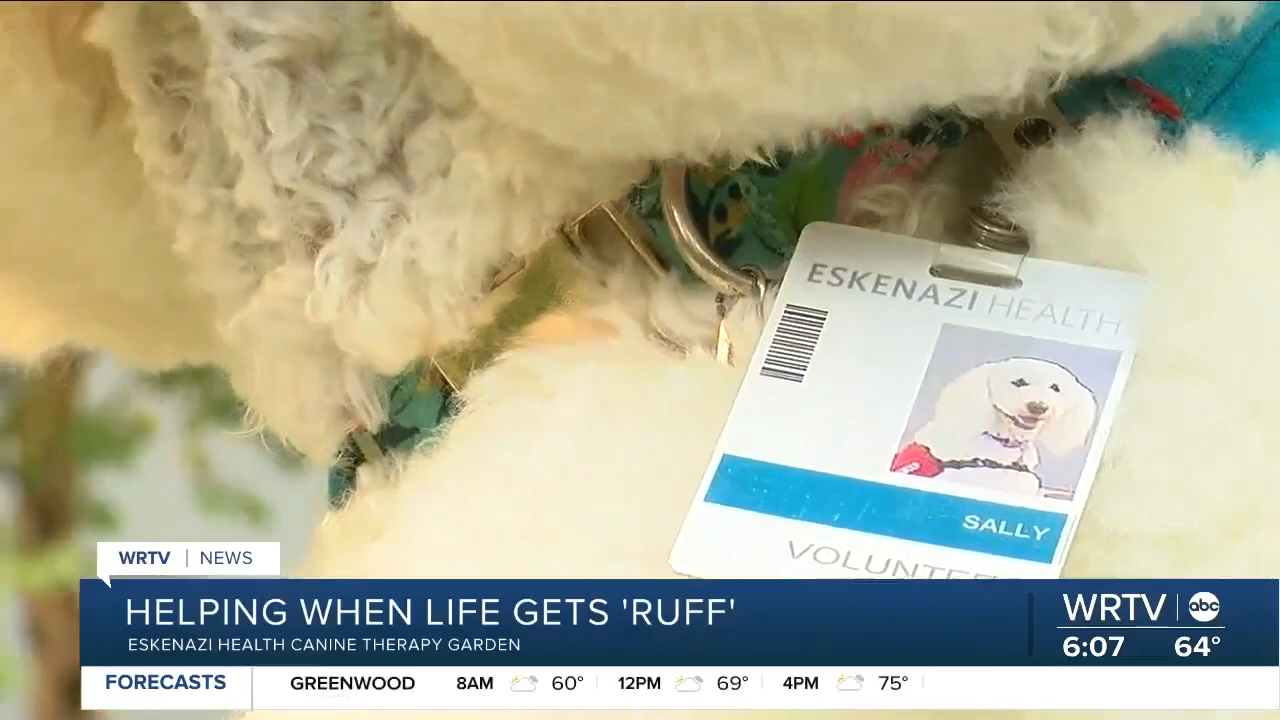 ESKENAZI HEALTH
SALLY
WRTV | NEWS
HELPING WHEN LIFE GETS 'RUFF'
ESKENAZI HEALTH CANINE THERAPY GARDEN
WRTV | abc
6:07 64°
FORECASTS GREENWOOD 8AM 60° 12PM 69° 4PM 75°